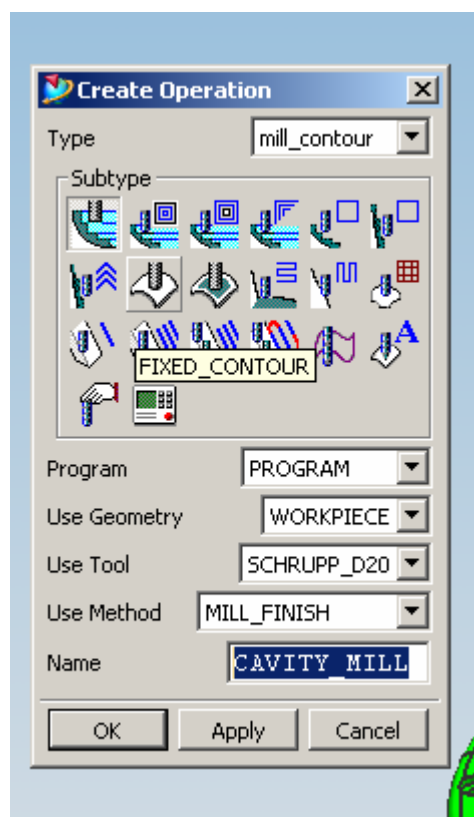 Create Operation
Type mill_contour
Subtype
A
FIXED_CONTOUR
Program PROGRAM
Use Geometry WORKPIECE
Use Tool SCHRUPP_D20
Use Method MILL_FINISH
Name CAVITY_MILL
OK Apply Cancel